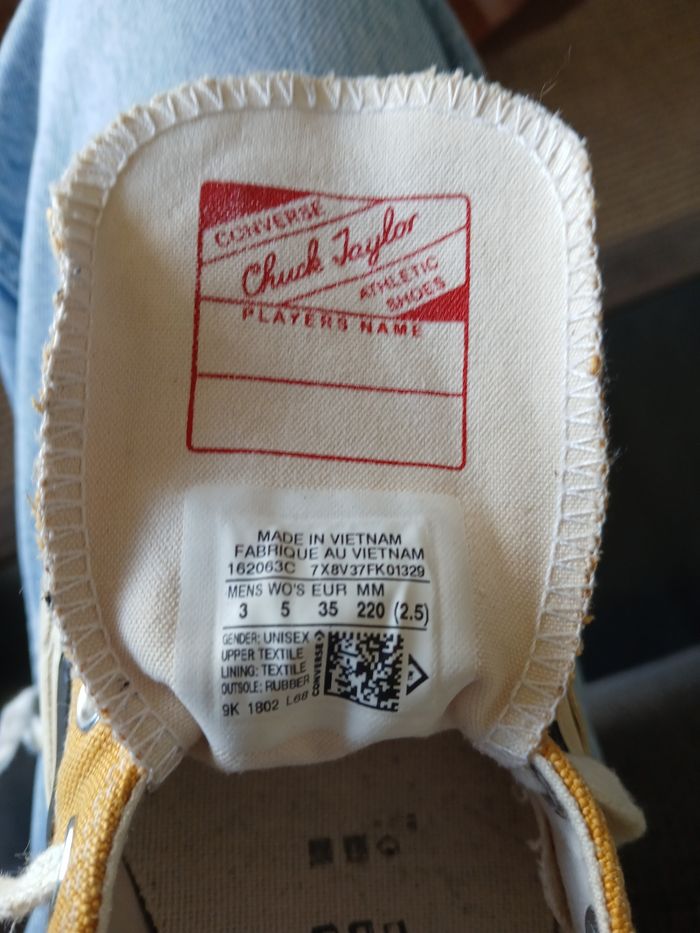 CONVERSE
Chuck Taylor
ATHLETIC
SHOES
PLAYERS NAME
MADE IN VIETNAM
FABRIQUE AU VIETNAM
162063C 7X8V37FK01329
MENS WO'S EUR MM
3 5 35 220 (2.5)
GENDER: UNISEX
UPPER TEXTILE
LINING: TEXTILE
OUTSOLE: RUBBER
CONVERSE
9K 1802 L68